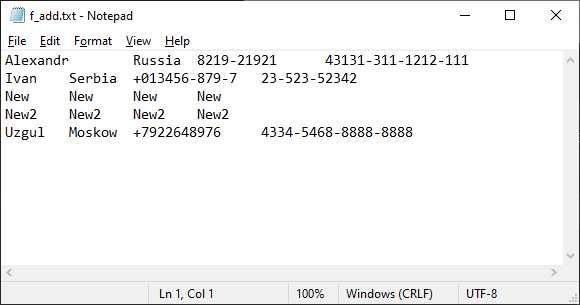 f_add.txt - Notepad
File Edit Format View Help
Alexandr	Russia	8219-21921	43131-311-1212-111
Ivan	Serbia	+013456-879-7	23-523-52342
New	New	New	New
New2	New2	New2	New2
Uzgul	Moskow	+7922648976	4334-5468-8888-8888
Ln 1, Col 1	100%	Windows (CRLF)	UTF-8